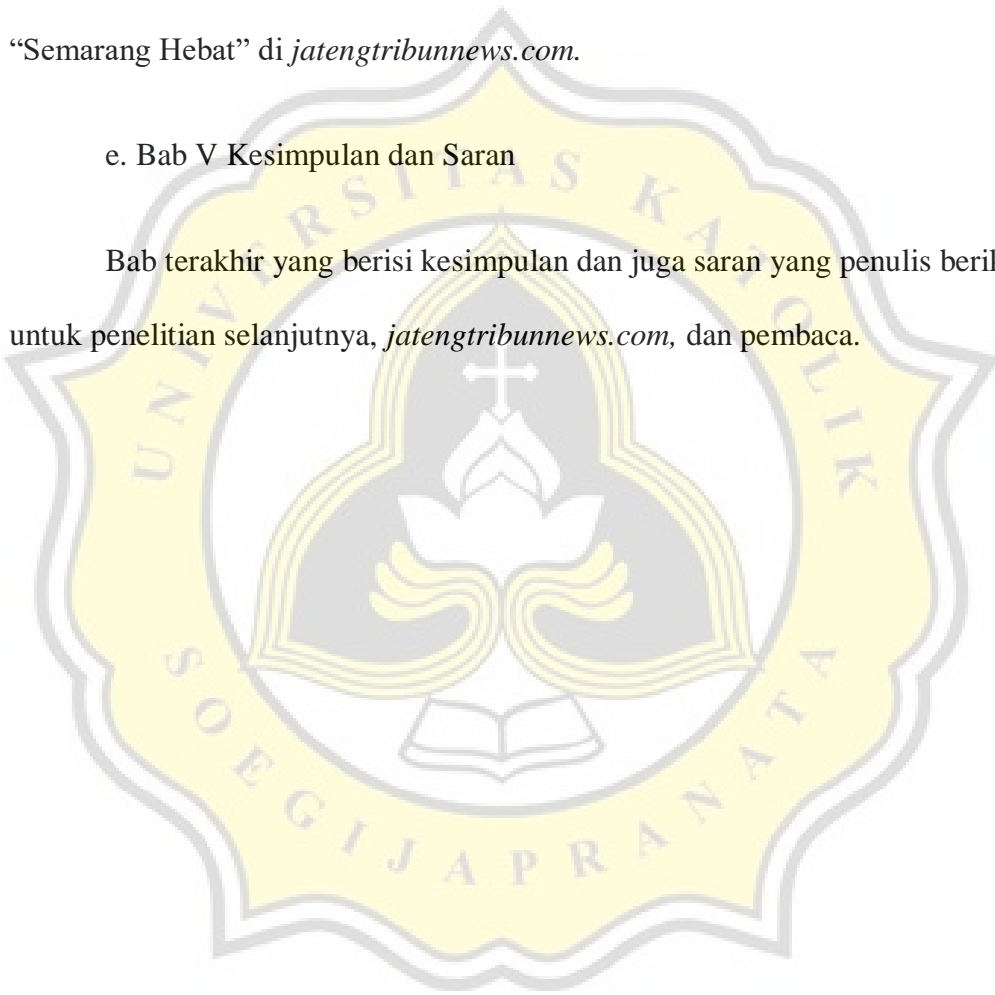 “Semarang Hebat” di jatengtribunnews.com.
e. Bab V Kesimpulan dan Saran
Bab terakhir yang berisi kesimpulan dan juga saran yang penulis
untuk penelitian selanjutnya, jatengtribunnews.com, dan pembaca.
UNIVERSITAS KATOLIK
SOEGIJAPRANATA